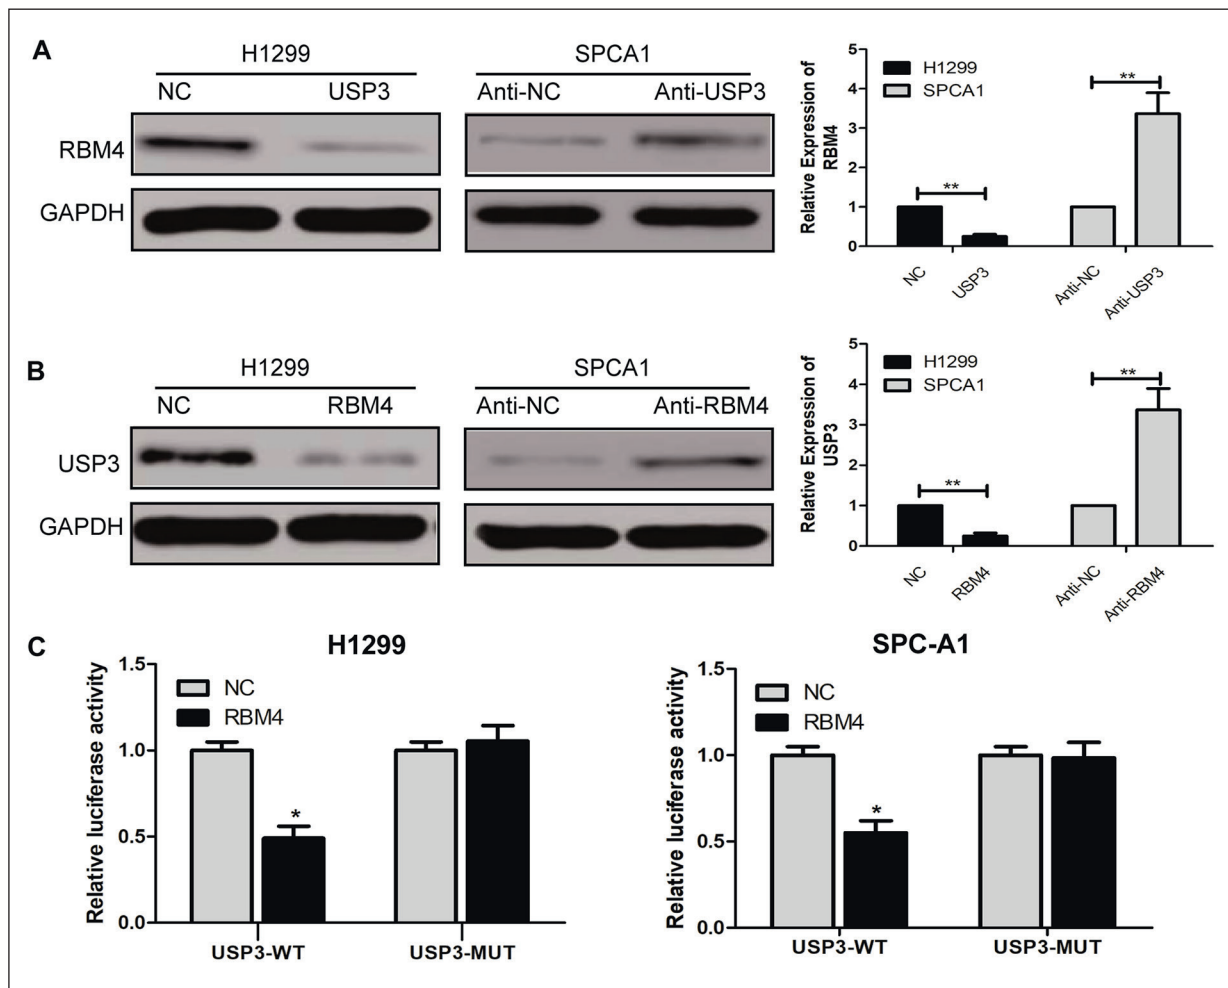 A
H1299
SPCA1
NC
USP3
Anti-NC
Anti-USP3
RBM4
GAPDH
Relative Expression of
RBM4
5
4
3
2
1
0
H1299
SPCA1
**
**
NC
USP3
Anti-NC
Anti-USP3
B
H1299
SPCA1
NC
RBM4
Anti-NC
Anti-RBM4
USP3
GAPDH
Relative Expression of
USP3
5
4
3
2
1
0
H1299
SPCA1
**
**
NC
RBM4
Anti-NC
Anti-RBM4
C
H1299
Relative luciferase activity
1.5
1.0
0.5
0.0
NC
RBM4
*
USP3-WT
USP3-MUT
SPC-A1
Relative luciferase activity
1.5
1.0
0.5
0.0
NC
RBM4
*
USP3-WT
USP3-MUT